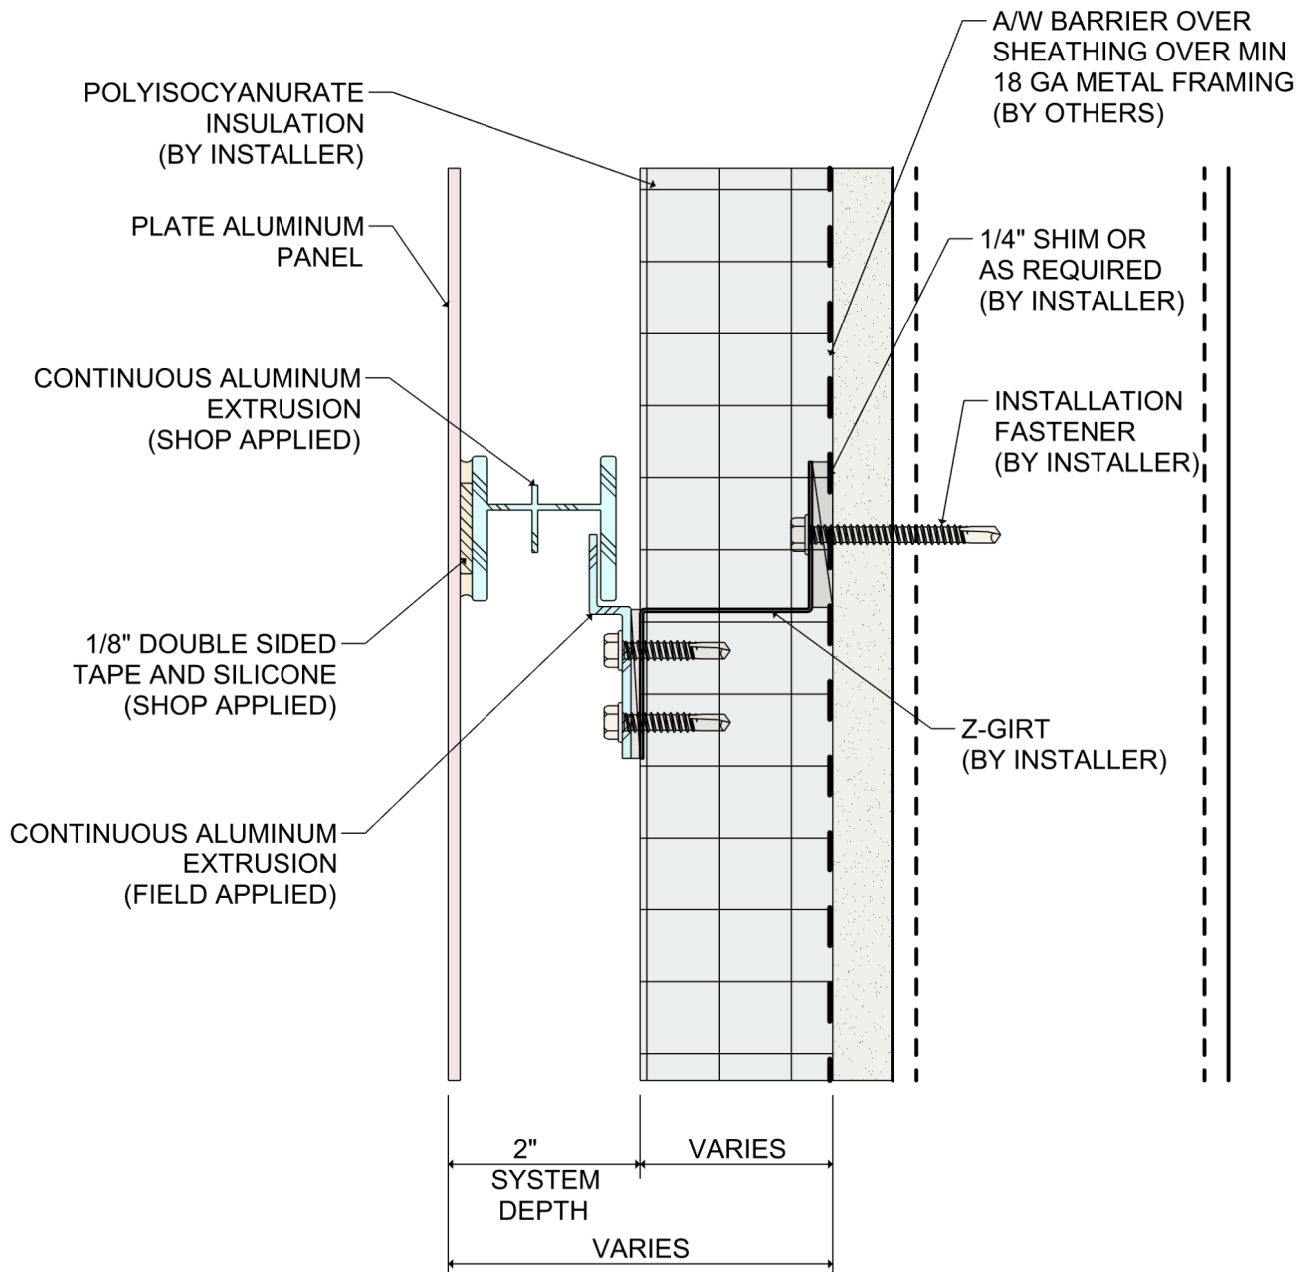 A/W BARRIER OVER
SHEATHING OVER MIN
18 GA METAL FRAMING
(BY OTHERS)
POLYISOCYANURATE
INSULATION
(BY INSTALLER)
PLATE ALUMINUM
PANEL
1/4" SHIM OR
AS REQUIRED
(BY INSTALLER)
CONTINUOUS ALUMINUM
EXTRUSION
(SHOP APPLIED)
INSTALLATION
FASTENER
(BY INSTALLER)
1/8" DOUBLE SIDED
TAPE AND SILICONE
(SHOP APPLIED)
Z-GIRT
(BY INSTALLER)
CONTINUOUS ALUMINUM
EXTRUSION
(FIELD APPLIED)
2"
SYSTEM
DEPTH
VARIES
VARIES